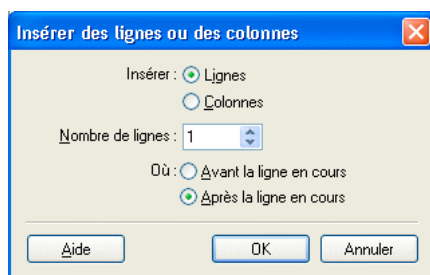 Insérer des lignes ou des colonnes
Insérer : Lignes
Colonnes
Nombre de lignes : 1
Où : Avant la ligne en cours
Après la ligne en cours
Aide OK Annuler